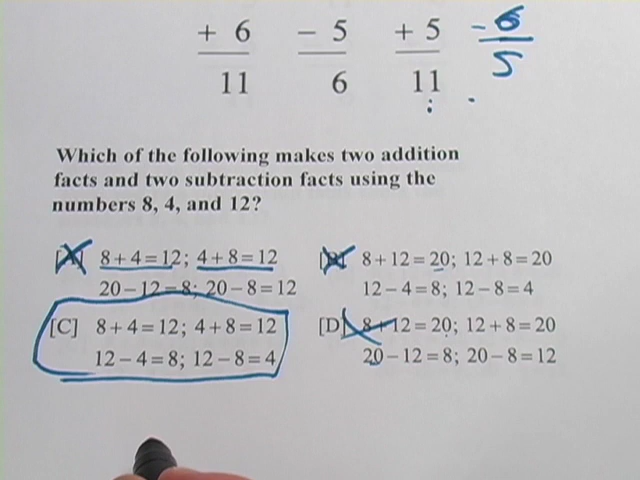 + 6 − 5 + 5 - 6
11 6 11 5
Which of the following makes two addition
facts and two subtraction facts using the
numbers 8, 4, and 12?
[A] 8+4=12; 4+8=12
20−12=8; 20−8=12
[B] 8+12=20; 12+8=20
12−4=8; 12−8=4
[C] 8+4=12; 4+8=12
12−4=8; 12−8=4
[D] 8+12=20; 12+8=20
20−12=8; 20−8=12